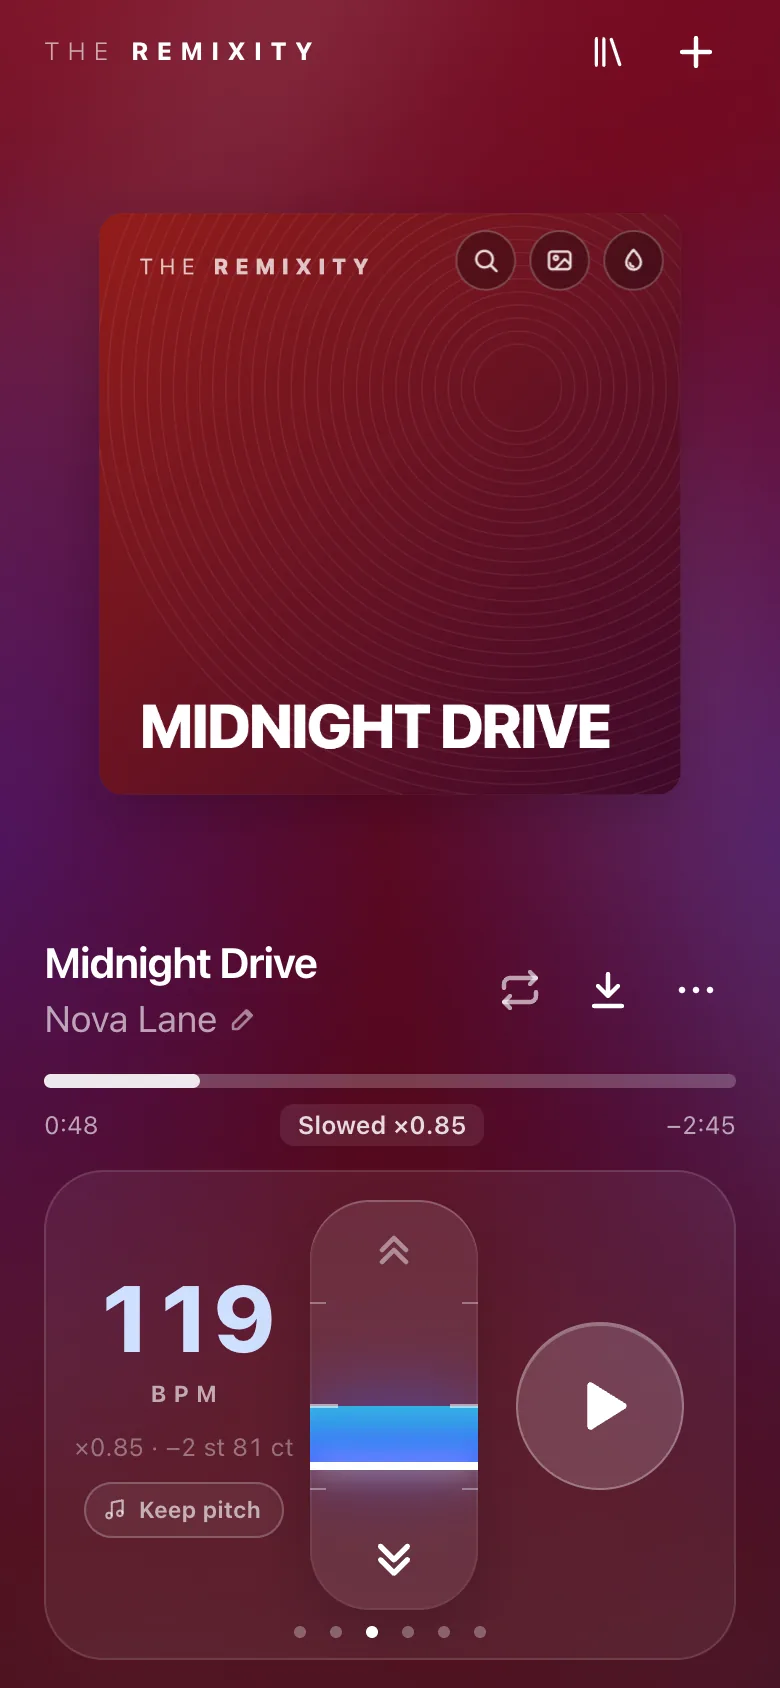 THE REMIXITY
THE REMIXITY
MIDNIGHT DRIVE
Midnight Drive
Nova Lane
0:48
Slowed ×0.85
−2:45
119
BPM
×0.85 · −2 st 81 ct
Keep pitch